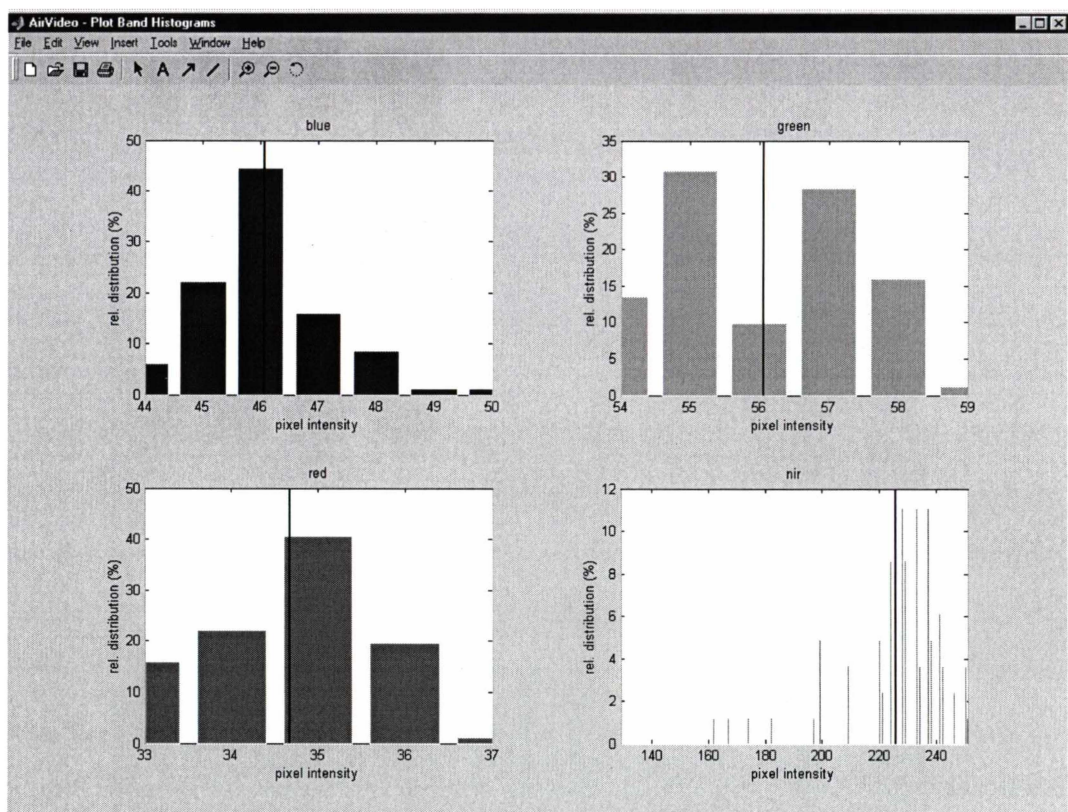 AirVideo - Plot Band Histograms
File Edit View Insert Tools Window Help
blue
50
40
30
20
10
0
rel. distribution (%)
44 45 46 47 48 49 50
pixel intensity
green
35
30
25
20
15
10
5
0
rel. distribution (%)
54 55 56 57 58 59
pixel intensity
red
50
40
30
20
10
0
rel. distribution (%)
33 34 35 36 37
pixel intensity
nir
12
10
8
6
4
2
0
rel. distribution (%)
140 160 180 200 220 240
pixel intensity